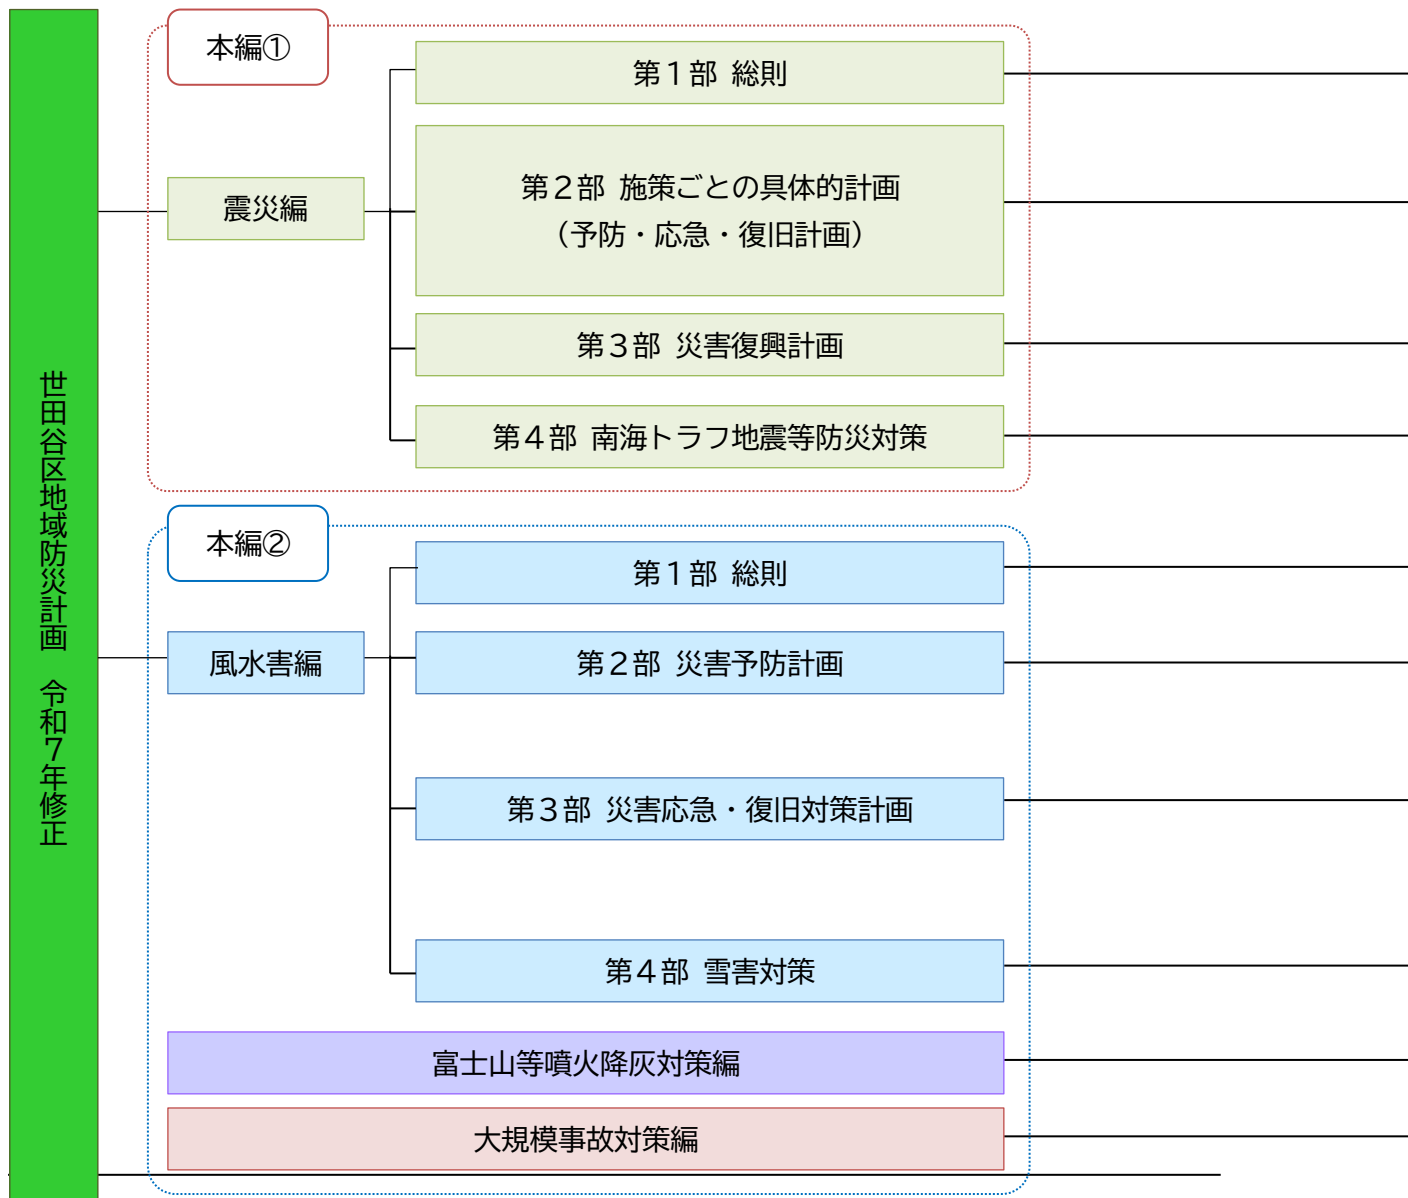 世田谷区地域防災計画　令和７年修正
本編①
震災編
第１部 総則
第２部 施策ごとの具体的計画
（予防・応急・復旧計画）
第３部 災害復興計画
第４部 南海トラフ地震等防災対策
本編②
風水害編
第１部 総則
第２部 災害予防計画
第３部 災害応急・復旧対策計画
第４部 雪害対策
富士山等噴火降灰対策編
大規模事故対策編